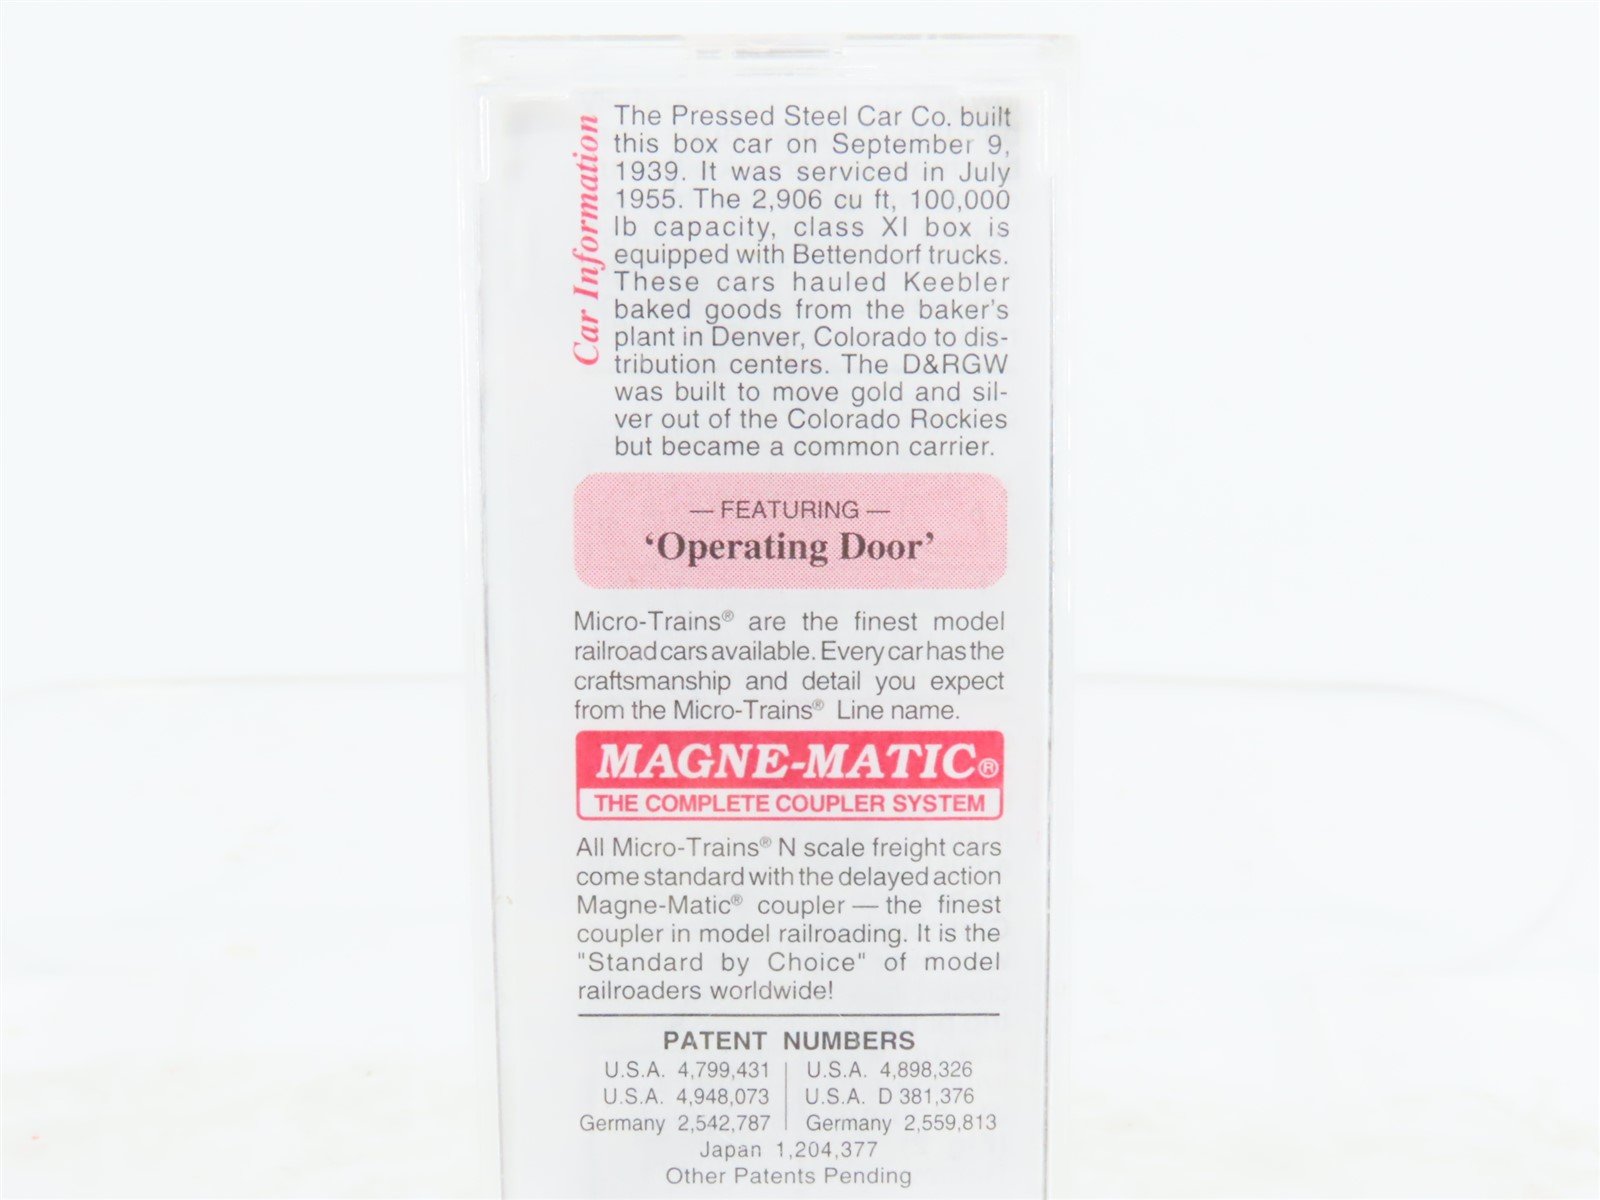 Car Information
The Pressed Steel Car Co. built
this box car on September 9,
1939. It was serviced in July
1955. The 2,906 cu ft, 100,000
lb capacity, class XI box is
equipped with Bettendorf trucks.
These cars hauled Keebler
baked goods from the baker's
plant in Denver, Colorado to dis-
tribution centers. The D&RGW
was built to move gold and sil-
ver out of the Colorado Rockies
but became a common carrier.
— FEATURING —
‘Operating Door’
Micro-Trains® are the finest model
railroad cars available. Every car has the
craftsmanship and detail you expect
from the Micro-Trains® Line name.
MAGNE-MATIC®
THE COMPLETE COUPLER SYSTEM
All Micro-Trains® N scale freight cars
come standard with the delayed action
Magne-Matic® coupler — the finest
coupler in model railroading. It is the
"Standard by Choice" of model
railroaders worldwide!
PATENT NUMBERS
U.S.A. 4,799,431 | U.S.A. 4,898,326
U.S.A. 4,948,073 | U.S.A. D 381,376
Germany 2,542,787 | Germany 2,559,813
Japan 1,204,377
Other Patents Pending